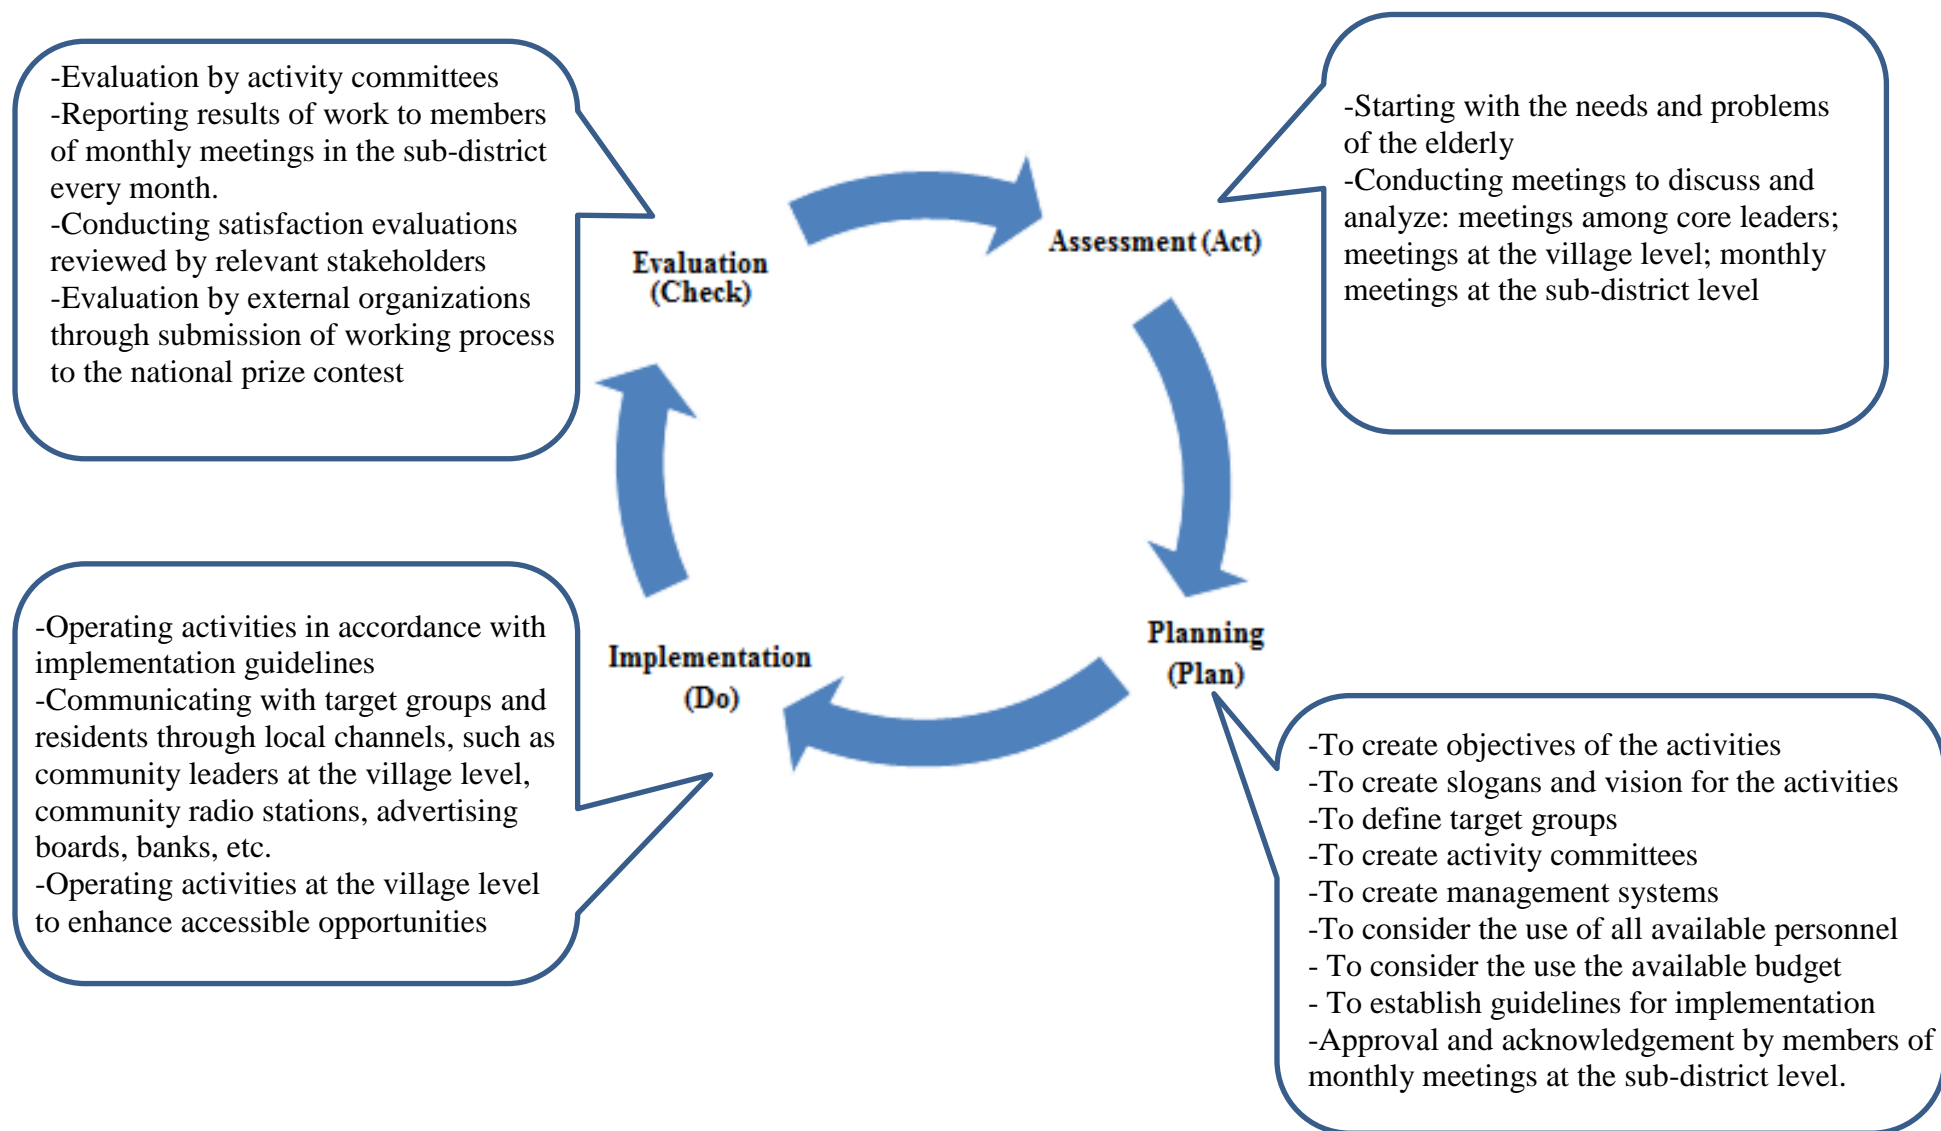 -Evaluation by activity committees
-Reporting results of work to members
of monthly meetings in the sub-district
every month.
-Conducting satisfaction evaluations
reviewed by relevant stakeholders
-Evaluation by external organizations
through submission of working process
to the national prize contest
-Starting with the needs and problems
of the elderly
-Conducting meetings to discuss and
analyze: meetings among core leaders;
meetings at the village level; monthly
meetings at the sub-district level
Evaluation
(Check)
Assessment (Act)
Implementation
(Do)
Planning
(Plan)
-Operating activities in accordance with
implementation guidelines
-Communicating with target groups and
residents through local channels, such as
community leaders at the village level,
community radio stations, advertising
boards, banks, etc.
-Operating activities at the village level
to enhance accessible opportunities
-To create objectives of the activities
-To create slogans and vision for the activities
-To define target groups
-To create activity committees
-To create management systems
-To consider the use of all available personnel
- To consider the use the available budget
- To establish guidelines for implementation
-Approval and acknowledgement by members of
monthly meetings at the sub-district level.